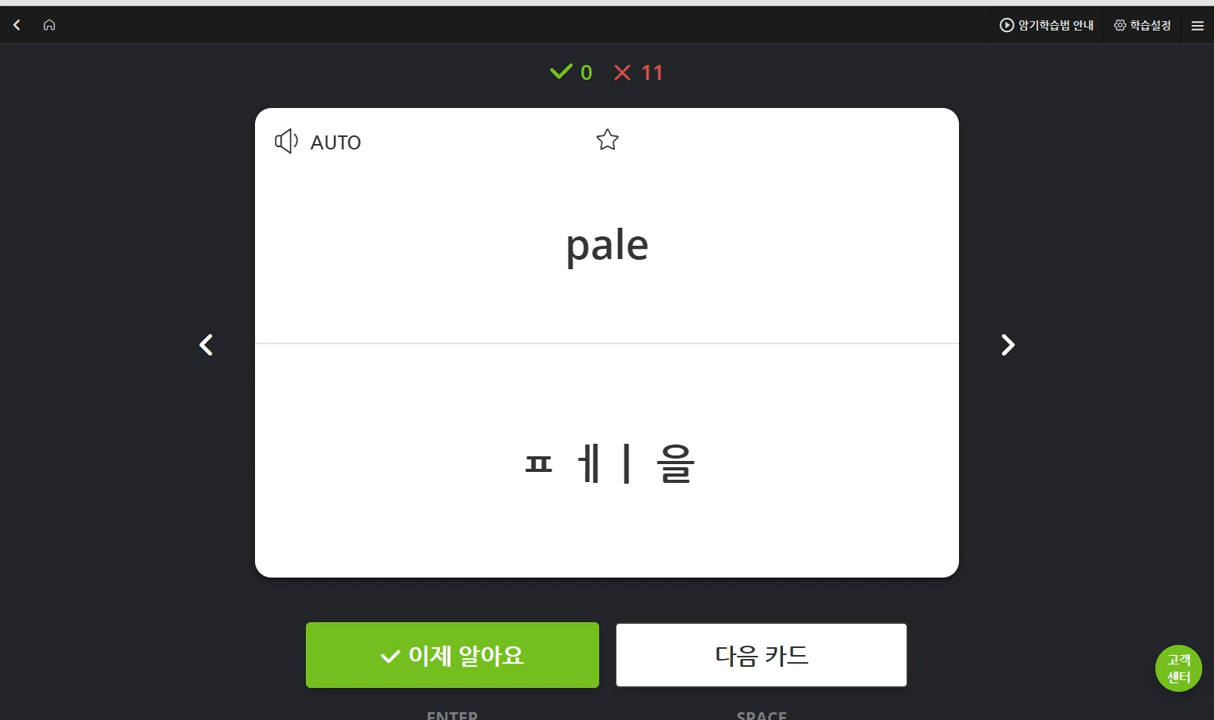 암기학습법 안내 학습설정
0 11
AUTO
pale
ㅍ ㅔㅣ 을
이제 알아요 다음 카드
고객
센터
ENTER SPACE